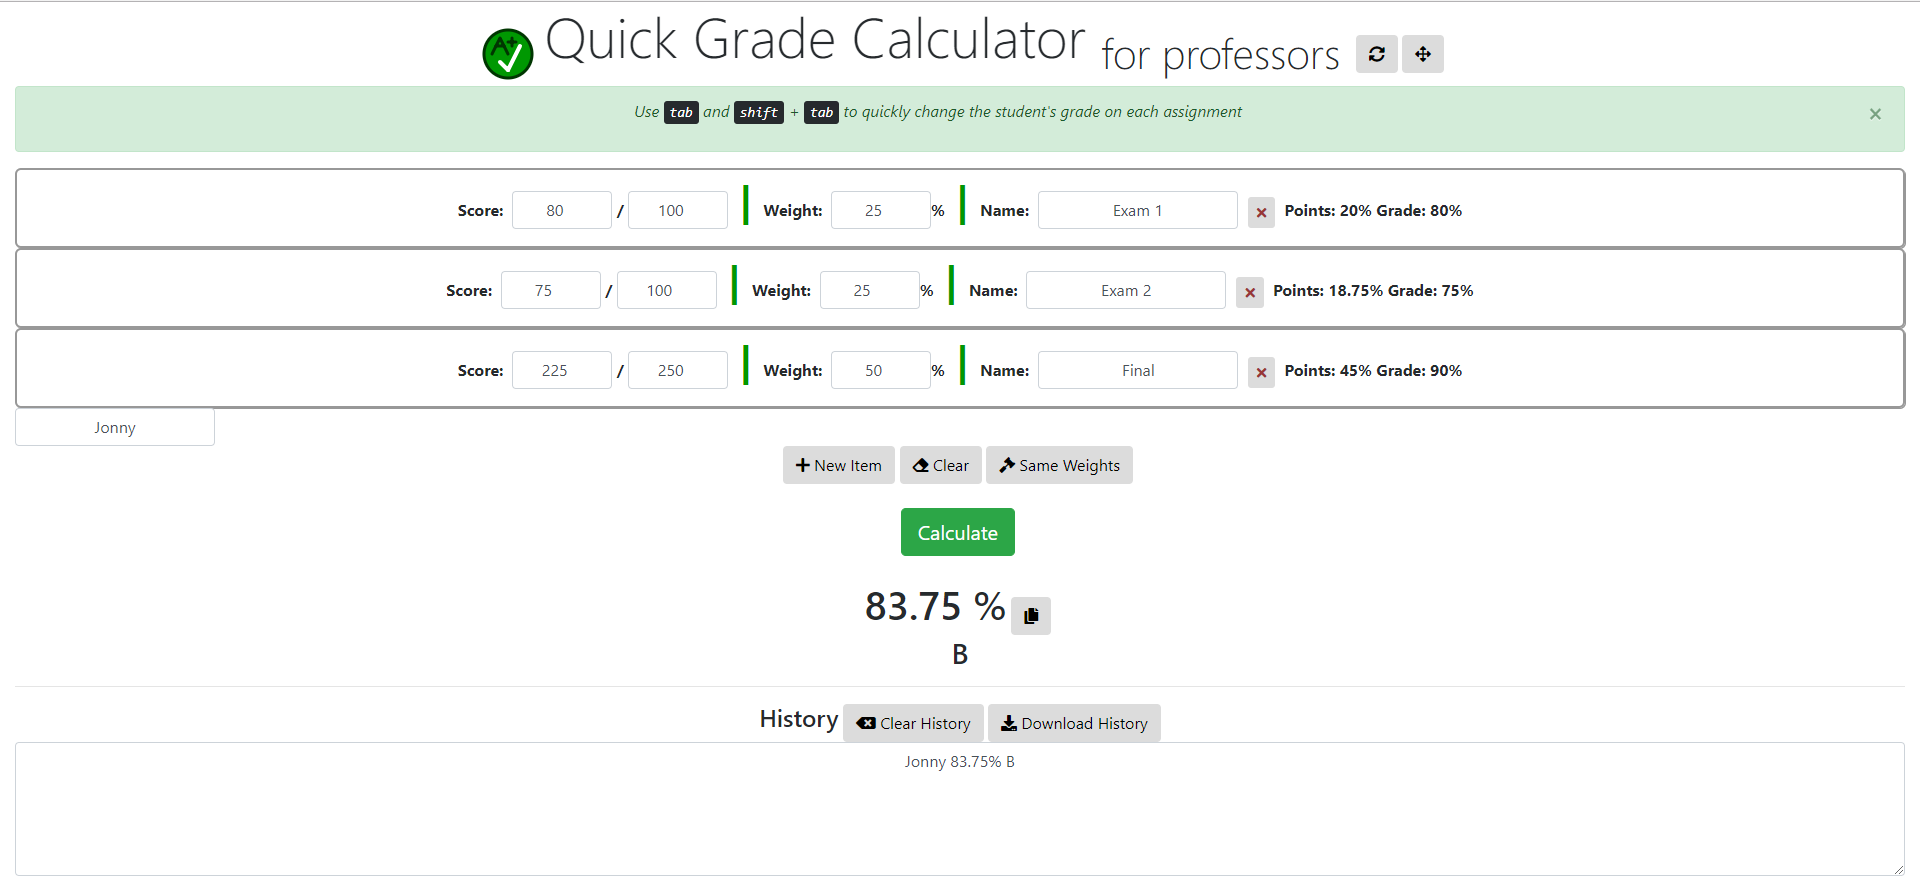 A+ Quick Grade Calculator for professors
Use tab and shift + tab to quickly change the student's grade on each assignment ×
Score: 80 / 100 Weight: 25 % Name: Exam 1 Points: 20% Grade: 80%
Score: 75 / 100 Weight: 25 % Name: Exam 2 Points: 18.75% Grade: 75%
Score: 225 / 250 Weight: 50 % Name: Final Points: 45% Grade: 90%
Jonny
New Item Clear Same Weights
Calculate
83.75 %
B
History Clear History Download History
Jonny 83.75% B